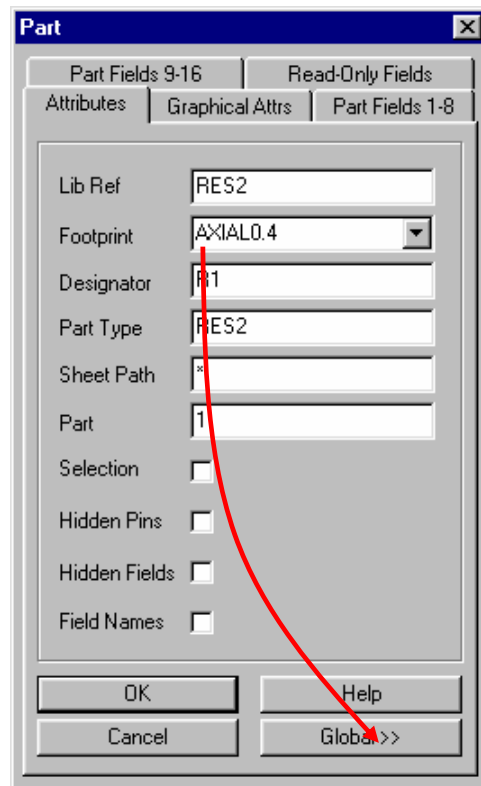 Part
Part Fields 9-16 Read-Only Fields
Attributes Graphical Attrs Part Fields 1-8
Lib Ref RES2
Footprint AXIAL0.4
Designator R1
Part Type RES2
Sheet Path *
Part 1
Selection
Hidden Pins
Hidden Fields
Field Names
OK Help
Cancel Global >>